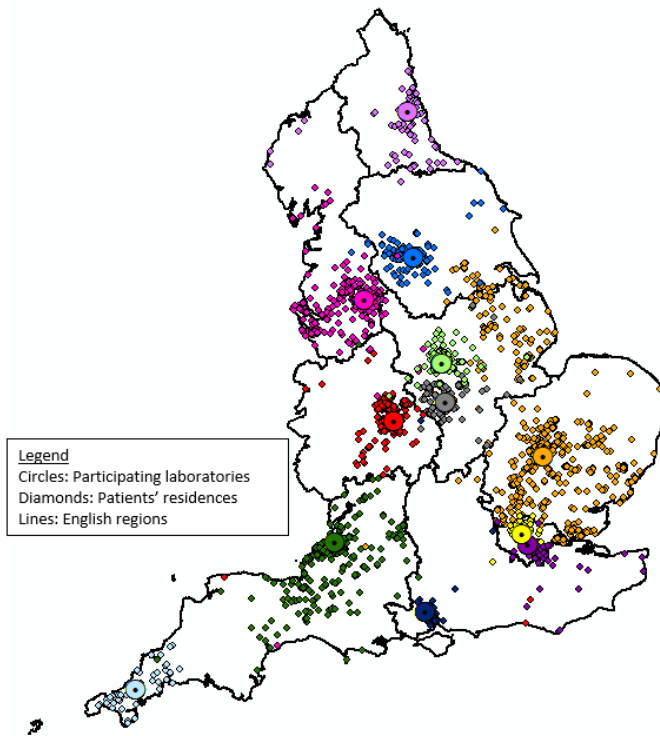 Legend
Circles: Participating laboratories
Diamonds: Patients’ residences
Lines: English regions